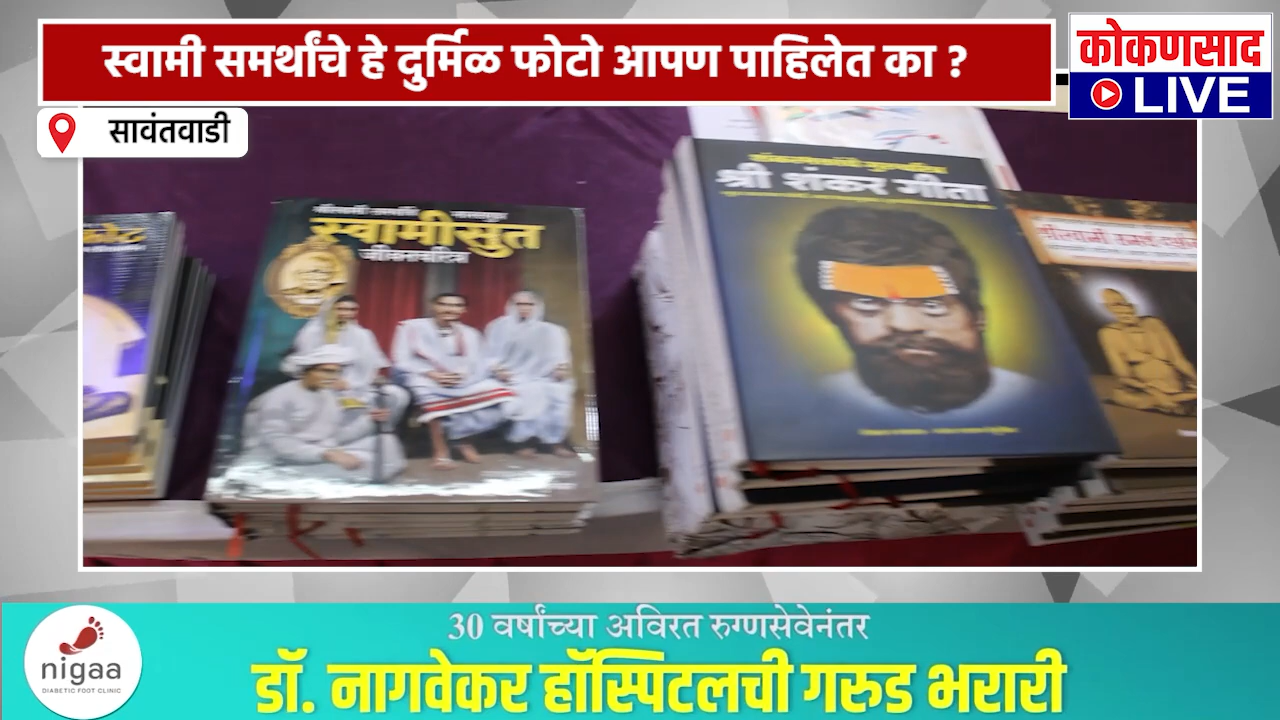 स्वामी समर्थांचे हे दुर्मिळ फोटो आपण पाहिलेत का ?
कोकणसाद
LIVE
सावंतवाडी
स्वामीसुत
जीवनचरित्र
श्री शंकर गीता
30 वर्षांच्या अविरत रुग्णसेवेनंतर
डॉ. नागवेकर हॉस्पिटलची गरुड भरारी
nigaa
DIABETIC FOOT CLINIC